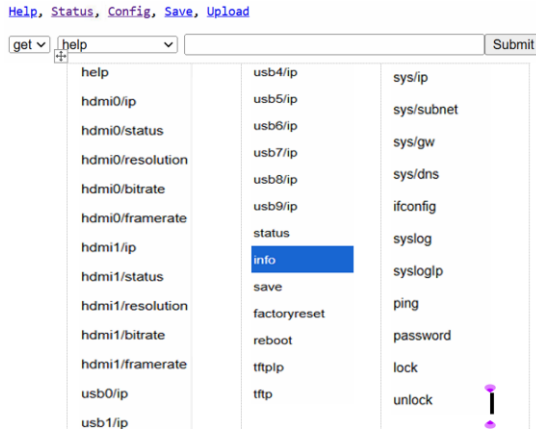 Help, Status, Config, Save, Upload
get help Submit
help
hdmi0/ip
hdmi0/status
hdmi0/resolution
hdmi0/bitrate
hdmi0/framerate
hdmi1/ip
hdmi1/status
hdmi1/resolution
hdmi1/bitrate
hdmi1/framerate
usb0/ip
usb1/ip
usb4/ip
usb5/ip
usb6/ip
usb7/ip
usb8/ip
usb9/ip
status
info
save
factoryreset
reboot
tftpIp
tftp
sys/ip
sys/subnet
sys/gw
sys/dns
ifconfig
syslog
syslogIp
ping
password
lock
unlock